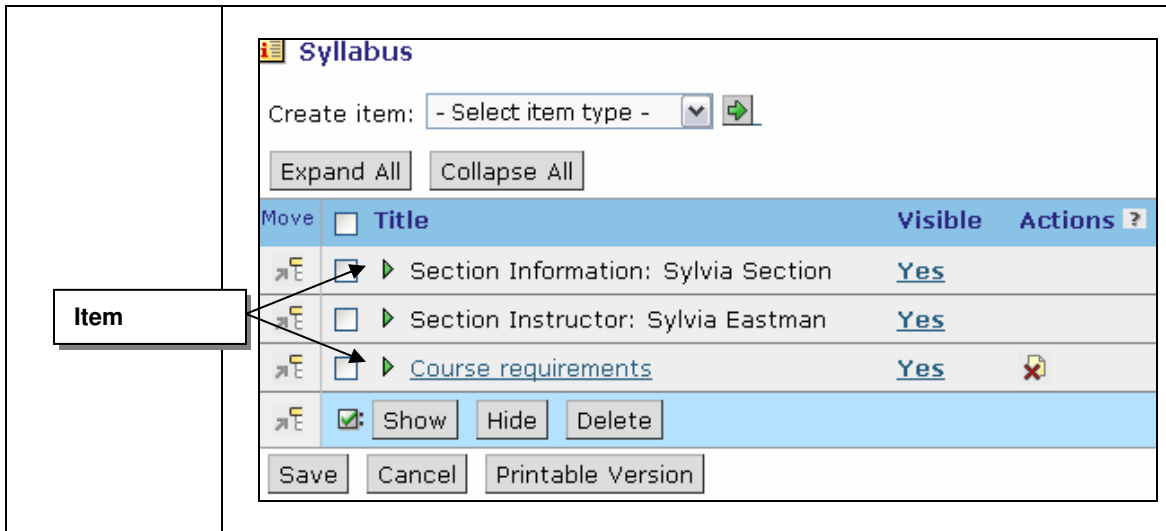 Syllabus
Create item: - Select item type -
Expand All Collapse All
Move Title Visible Actions ?
Section Information: Sylvia Section Yes
Item
Section Instructor: Sylvia Eastman Yes
Course requirements Yes
Show Hide Delete
Save Cancel Printable Version